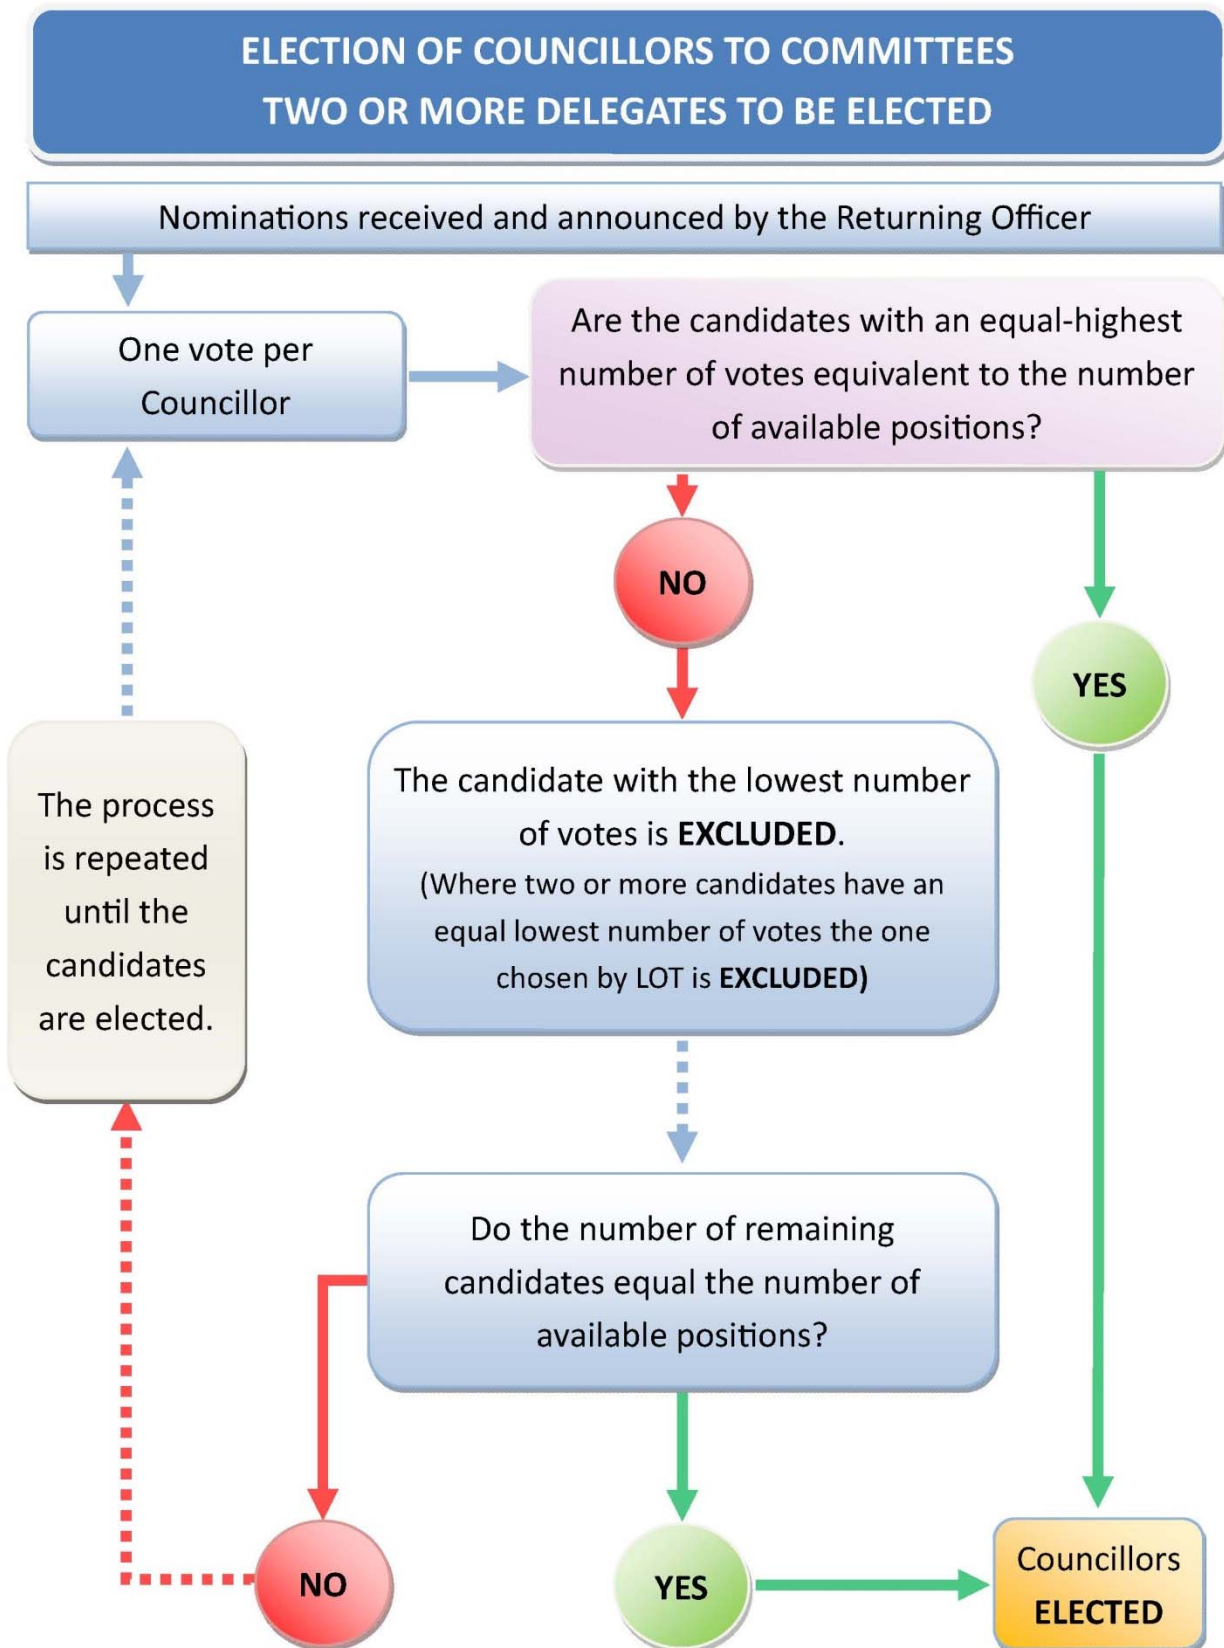 ELECTION OF COUNCILLORS TO COMMITTEES
TWO OR MORE DELEGATES TO BE ELECTED
Nominations received and announced by the Returning Officer
One vote per
Councillor
Are the candidates with an equal-highest
number of votes equivalent to the number
of available positions?
NO
YES
The candidate with the lowest number
of votes is EXCLUDED.
(Where two or more candidates have an
equal lowest number of votes the one
chosen by LOT is EXCLUDED)
The process
is repeated
until the
candidates
are elected.
Do the number of remaining
candidates equal the number of
available positions?
NO
YES
Councillors
ELECTED